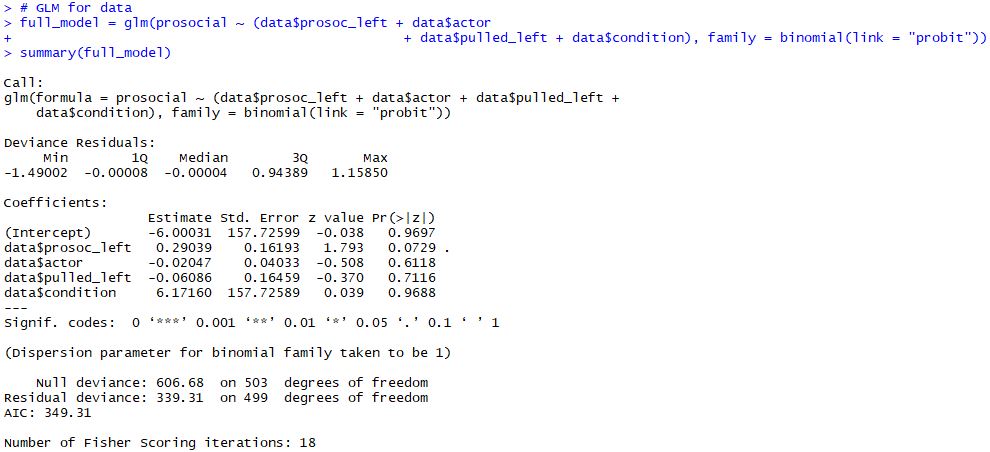 > # GLM for data
> full_model = glm(prosocial ~ (data$prosoc_left + data$actor
+                                                 + data$pulled_left + data$condition), family = binomial(link = "probit"))
> summary(full_model)
Call:
glm(formula = prosocial ~ (data$prosoc_left + data$actor + data$pulled_left +
    data$condition), family = binomial(link = "probit"))
Deviance Residuals:
     Min        1Q    Median        3Q       Max
-1.49002  -0.00008  -0.00004   0.94389   1.15850
Coefficients:
                  Estimate Std. Error z value Pr(>|z|)
(Intercept)       -6.00031  157.72599  -0.038   0.9697
data$prosoc_left   0.29039    0.16193   1.793   0.0729 .
data$actor        -0.02047    0.04033  -0.508   0.6118
data$pulled_left  -0.06086    0.16459  -0.370   0.7116
data$condition     6.17160  157.72589   0.039   0.9688
---
Signif. codes:  0 ‘***’ 0.001 ‘**’ 0.01 ‘*’ 0.05 ‘.’ 0.1 ‘ ’ 1
(Dispersion parameter for binomial family taken to be 1)
    Null deviance: 606.68  on 503  degrees of freedom
Residual deviance: 339.31  on 499  degrees of freedom
AIC: 349.31
Number of Fisher Scoring iterations: 18